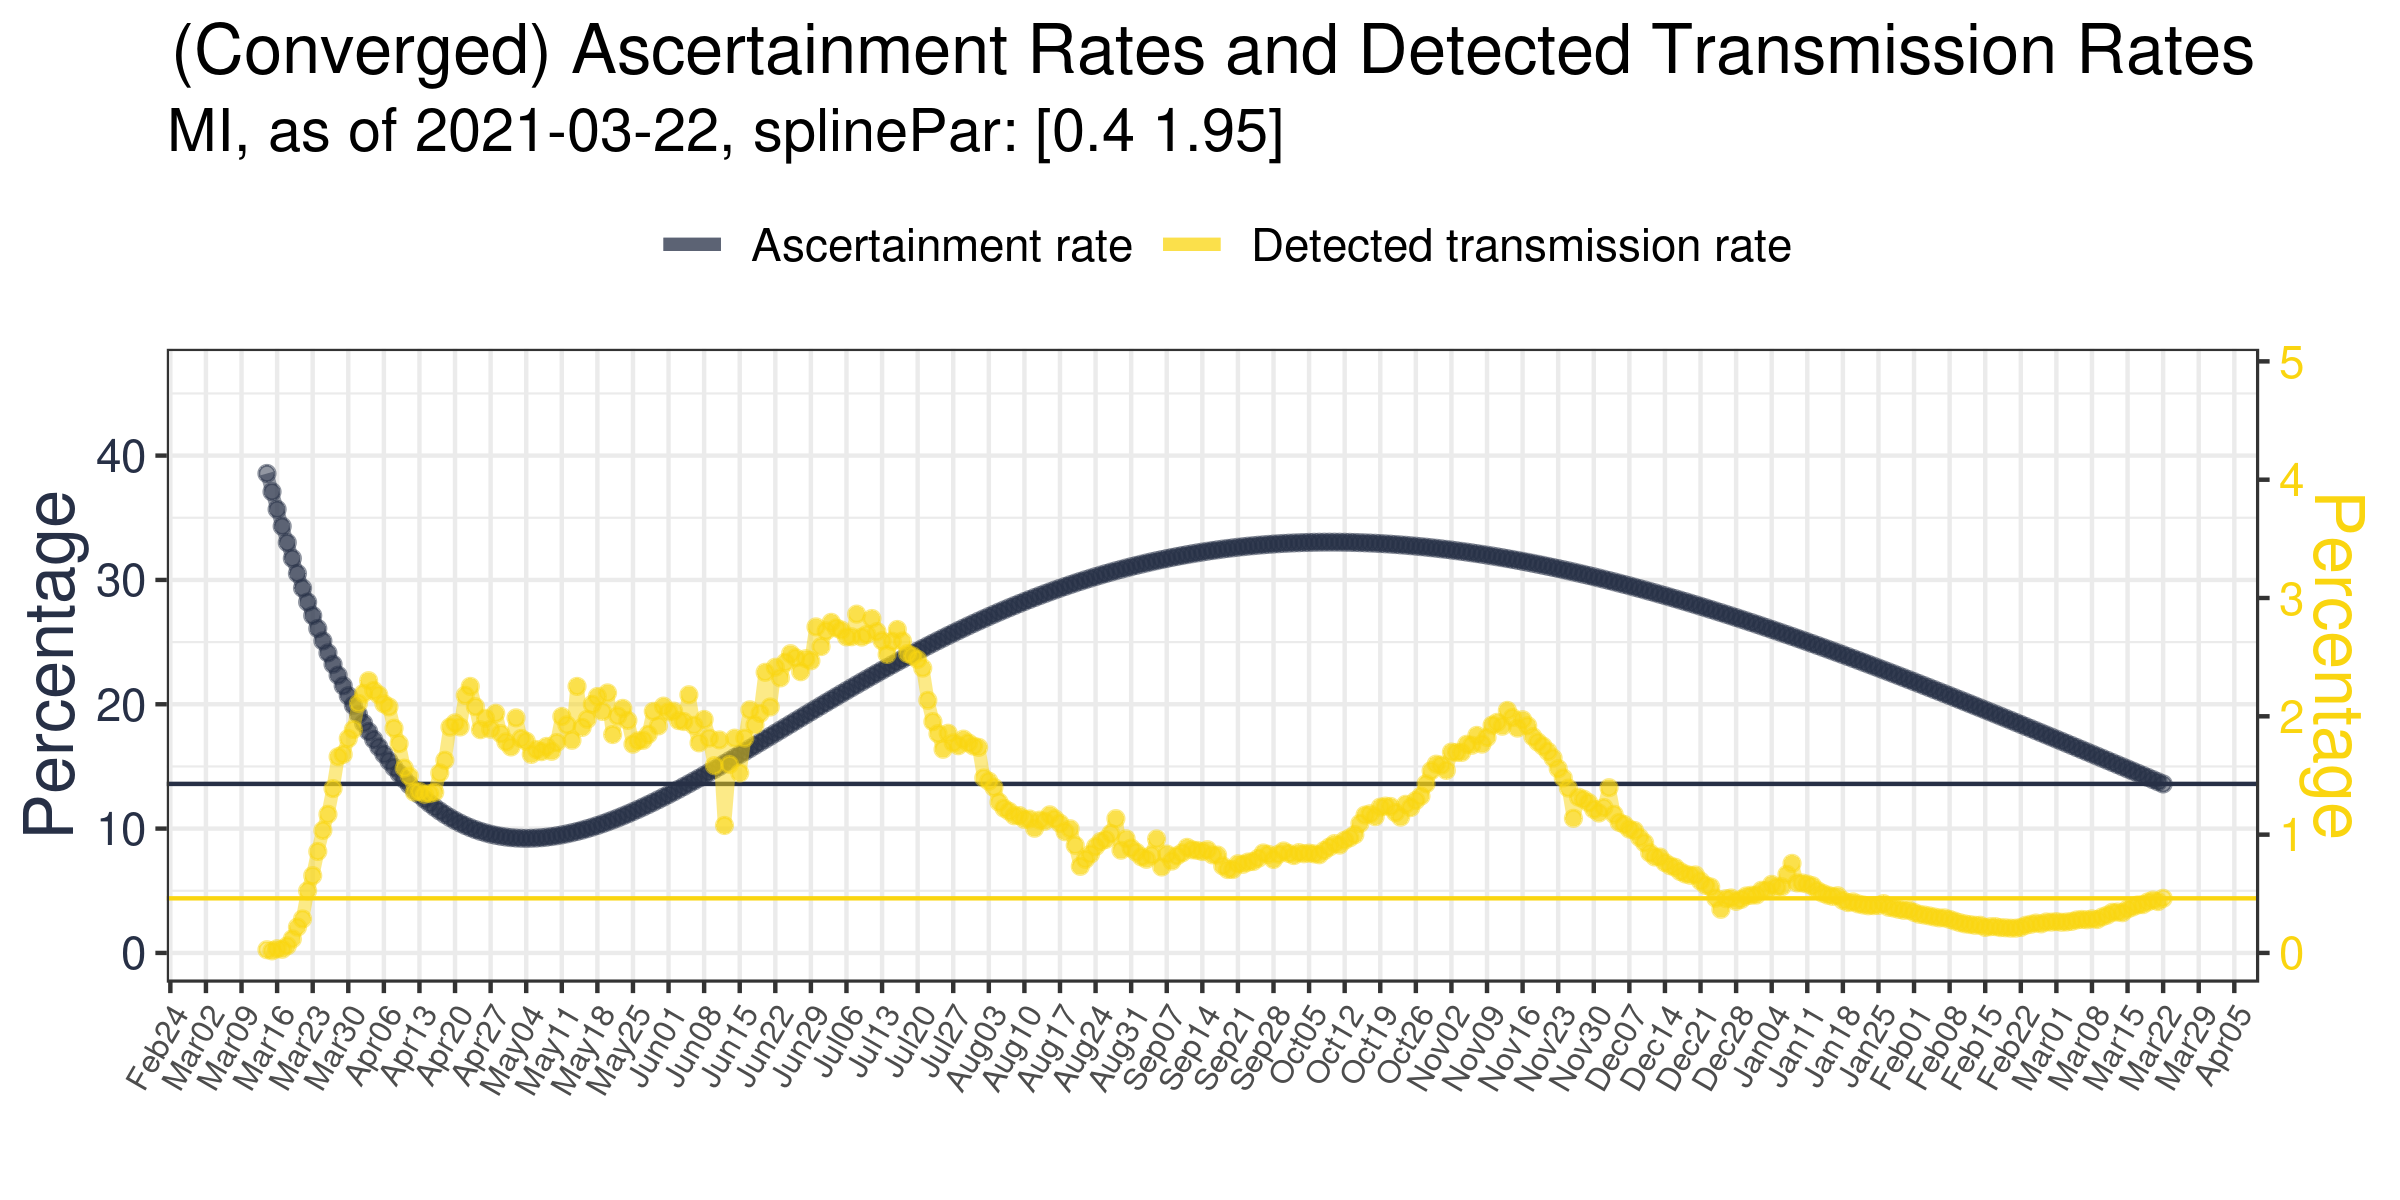 (Converged) Ascertainment Rates and Detected Transmission Rates
MI, as of 2021-03-22, splinePar: [0.4 1.95]
Ascertainment rate
Detected transmission rate
Percentage
40
30
20
10
0
5
4
3
2
1
0
Percentage
Feb24
Mar02
Mar09
Mar16
Mar23
Mar30
Apr06
Apr13
Apr20
Apr27
May04
May11
May18
May25
Jun01
Jun08
Jun15
Jun22
Jun29
Jul06
Jul13
Jul20
Jul27
Aug03
Aug10
Aug17
Aug24
Aug31
Sep07
Sep14
Sep21
Sep28
Oct05
Oct12
Oct19
Oct26
Nov02
Nov09
Nov16
Nov23
Nov30
Dec07
Dec14
Dec21
Dec28
Jan04
Jan11
Jan18
Jan25
Feb01
Feb08
Feb15
Feb22
Mar01
Mar08
Mar15
Mar22
Mar29
Apr05